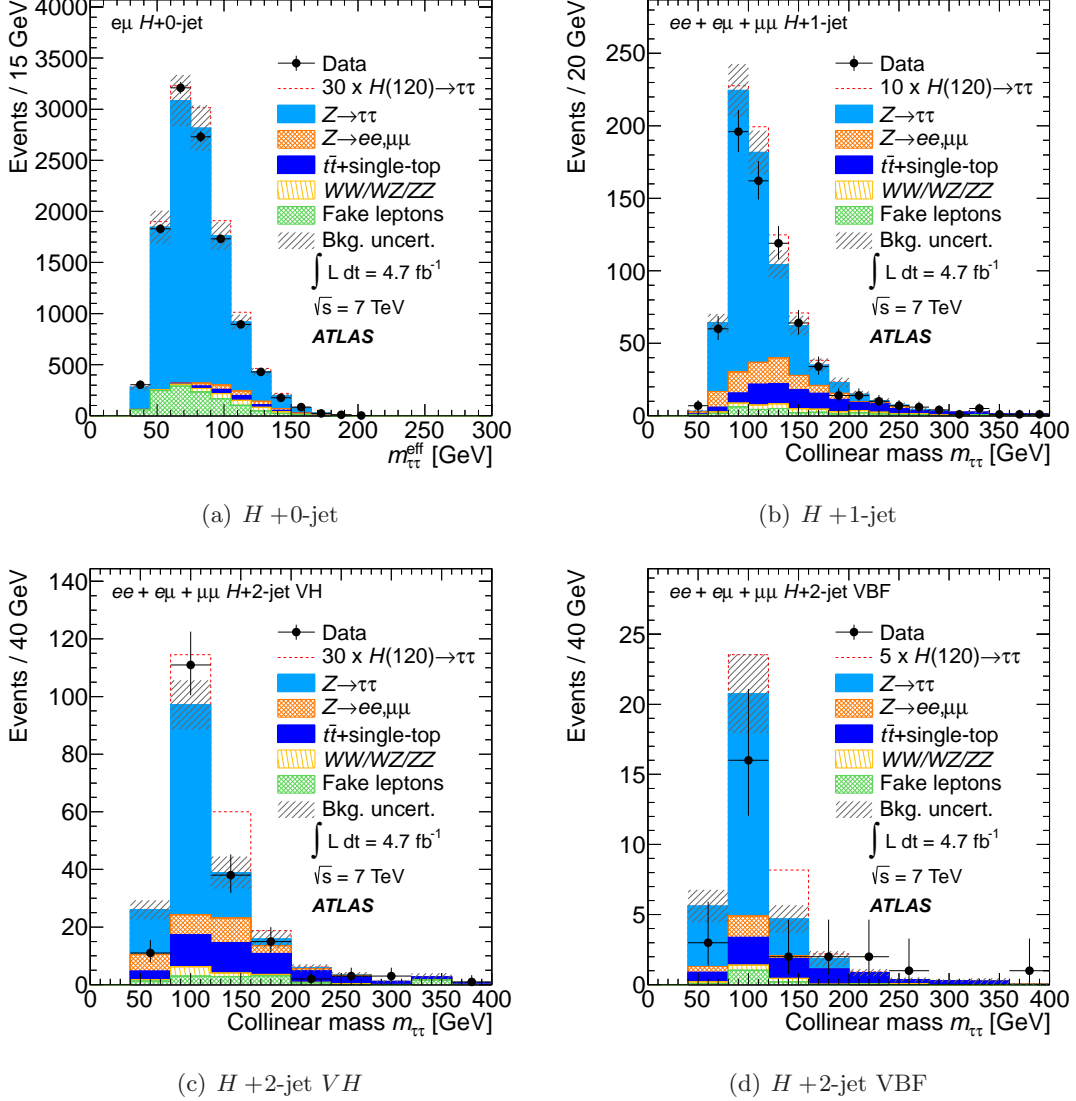 eμ H+0-jet
Events / 15 GeV
4000
3500
3000
2500
2000
1500
1000
500
0
Data
30 x H(120)→ττ
Z→ττ
Z→ee,μμ
tt̄+single-top
WW/WZ/ZZ
Fake leptons
Bkg. uncert.
∫ L dt = 4.7 fb⁻¹
√s = 7 TeV
ATLAS
0 50 100 150 200 250 300
m_ττ^eff [GeV]
(a) H +0-jet
ee + eμ + μμ H+1-jet
Events / 20 GeV
250
200
150
100
50
0
Data
10 x H(120)→ττ
Z→ττ
Z→ee,μμ
tt̄+single-top
WW/WZ/ZZ
Fake leptons
Bkg. uncert.
∫ L dt = 4.7 fb⁻¹
√s = 7 TeV
ATLAS
0 50 100 150 200 250 300 350 400
Collinear mass m_ττ [GeV]
(b) H +1-jet
ee + eμ + μμ H+2-jet VH
Events / 40 GeV
140
120
100
80
60
40
20
0
Data
30 x H(120)→ττ
Z→ττ
Z→ee,μμ
tt̄+single-top
WW/WZ/ZZ
Fake leptons
Bkg. uncert.
∫ L dt = 4.7 fb⁻¹
√s = 7 TeV
ATLAS
0 50 100 150 200 250 300 350 400
Collinear mass m_ττ [GeV]
(c) H +2-jet VH
ee + eμ + μμ H+2-jet VBF
Events / 40 GeV
25
20
15
10
5
0
Data
5 x H(120)→ττ
Z→ττ
Z→ee,μμ
tt̄+single-top
WW/WZ/ZZ
Fake leptons
Bkg. uncert.
∫ L dt = 4.7 fb⁻¹
√s = 7 TeV
ATLAS
0 50 100 150 200 250 300 350 400
Collinear mass m_ττ [GeV]
(d) H +2-jet VBF